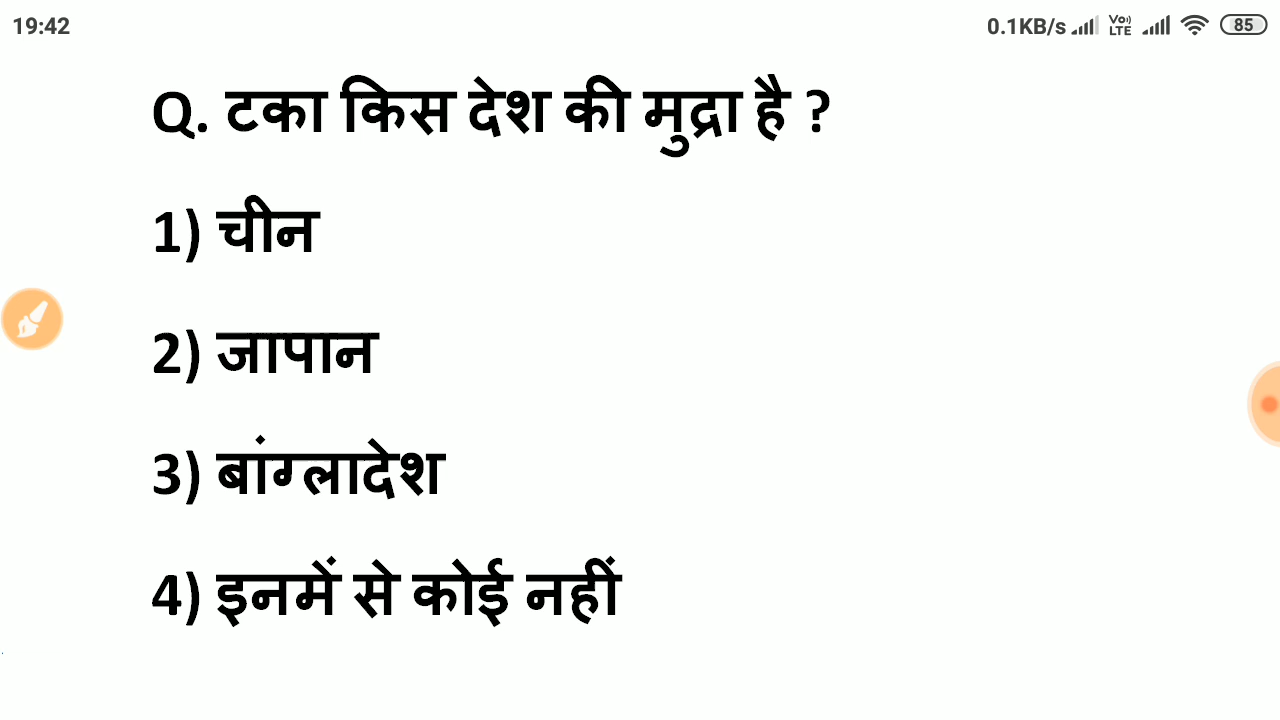 19:42 0.1KB/s Vo) LTE 85
Q. टका किस देश की मुद्रा है ?
1) चीन
2) जापान
3) बांग्लादेश
4) इनमें से कोई नहीं